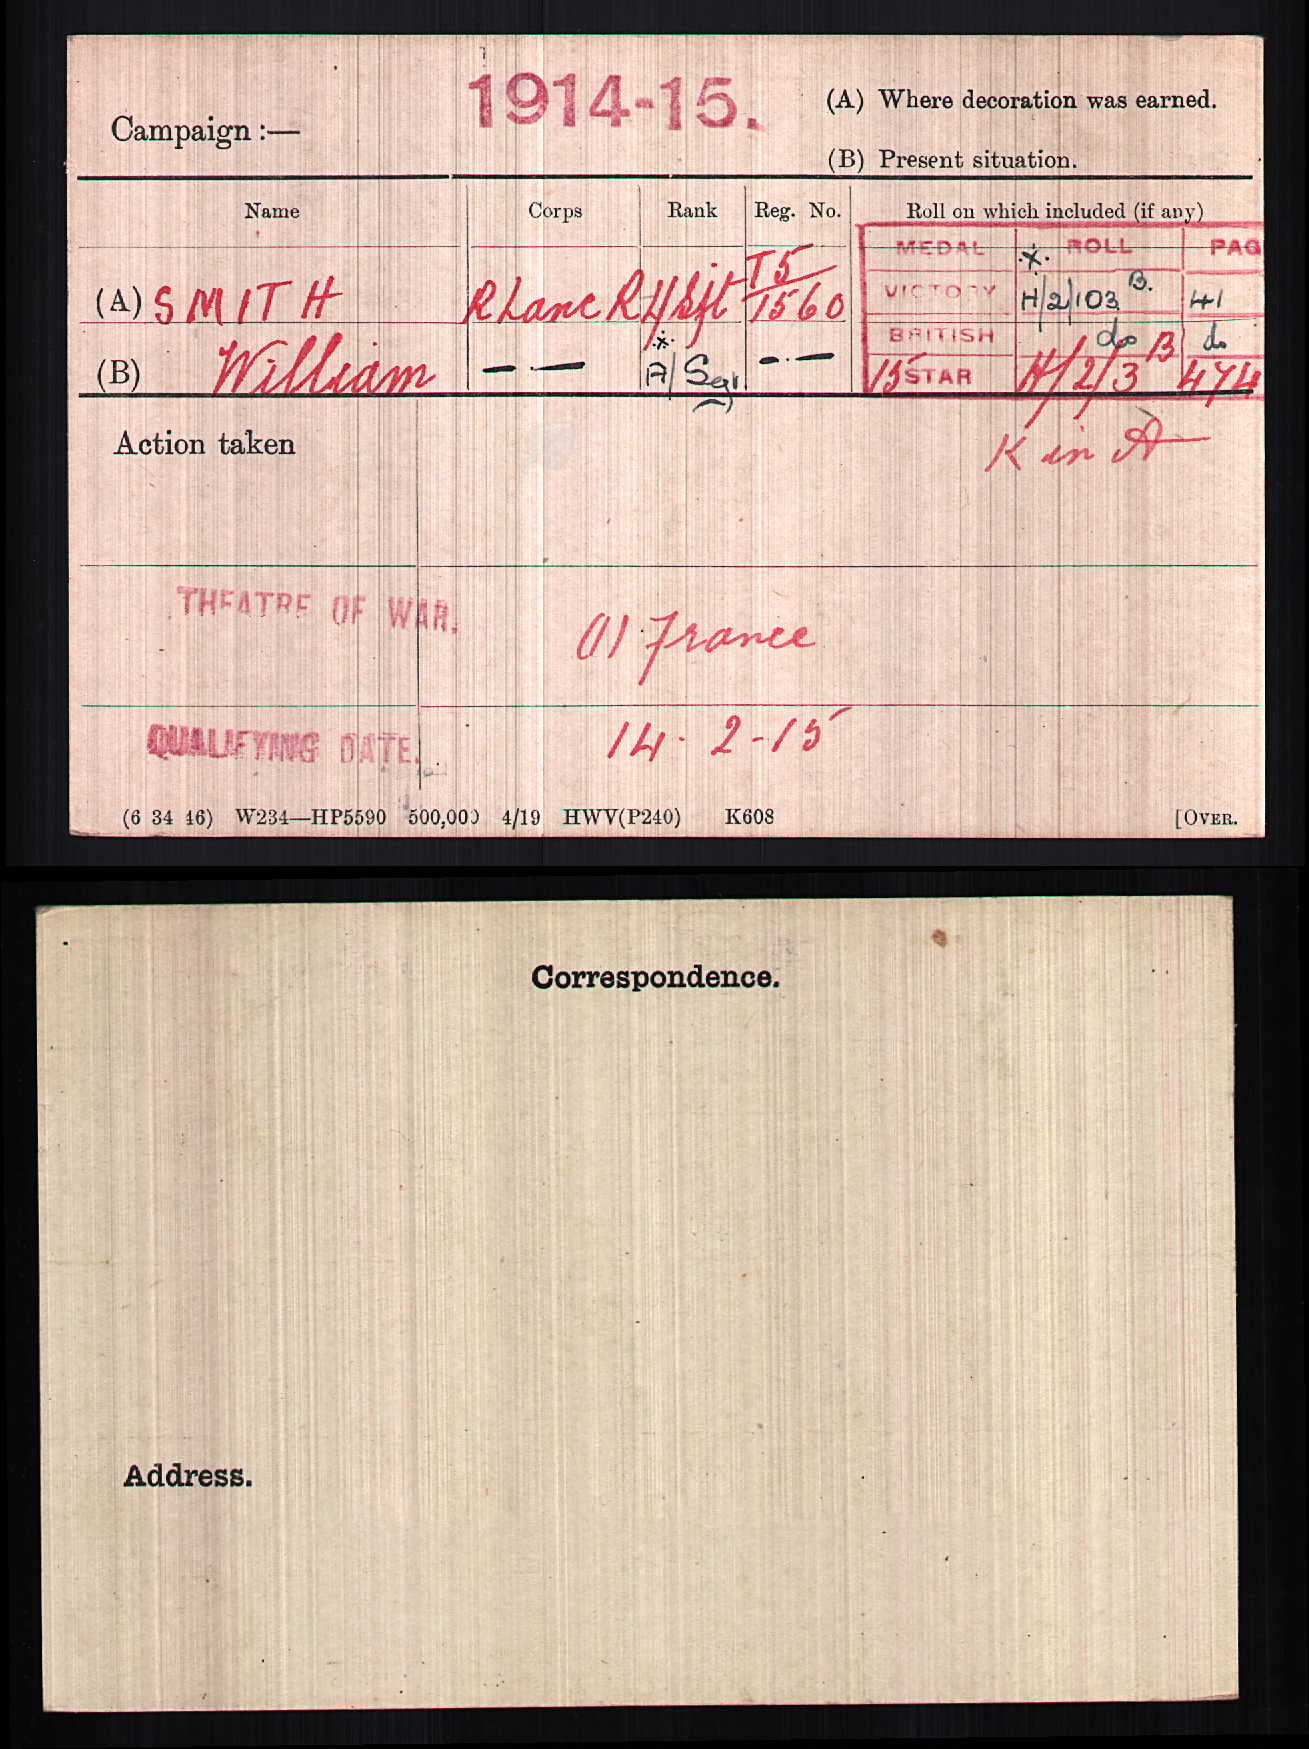 Campaign :— 1914-15. (A) Where decoration was earned.
(B) Present situation.
Name Corps Rank Reg. No. Roll on which included (if any)
MEDAL ROLL PAG
(A) SMITH R Lanc R T5/1560 VICTORY H/2/103 B. 41
BRITISH do do
(B) William — · — A/Sgt — · — 15 STAR H/2/3 B 474
Action taken K in A
THEATRE OF WAR. (1) France
QUALIFYING DATE. 14 · 2 - 15
(6 34 46) W234—HP5590 500,000 4/19 HWV(P240) K608 [OVER.
Correspondence.
Address.